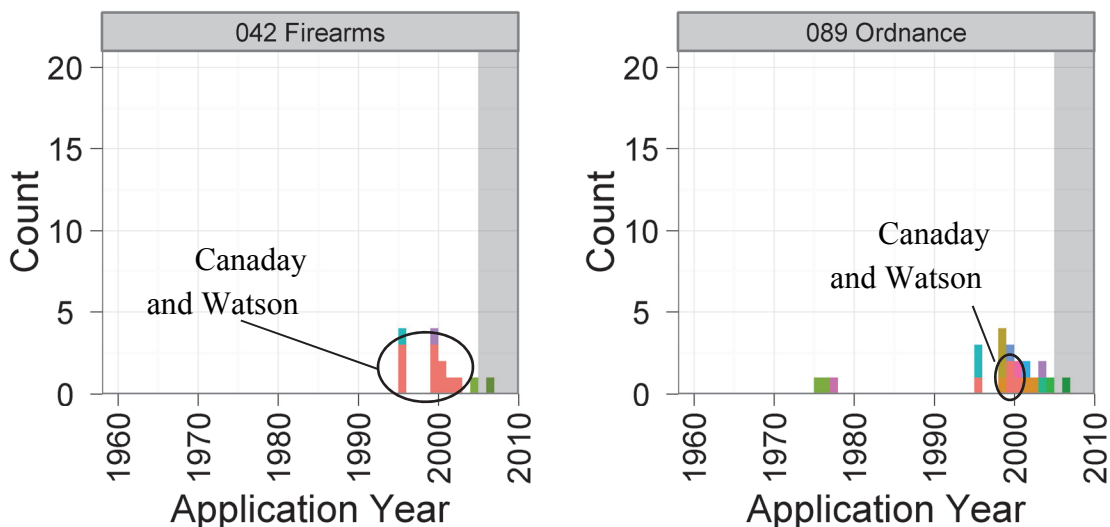 042 Firearms
20
15
10
5
0
Count
Canaday
and Watson
1960
1970
1980
1990
2000
2010
Application Year
089 Ordnance
20
15
10
5
0
Count
Canaday
and Watson
1960
1970
1980
1990
2000
2010
Application Year